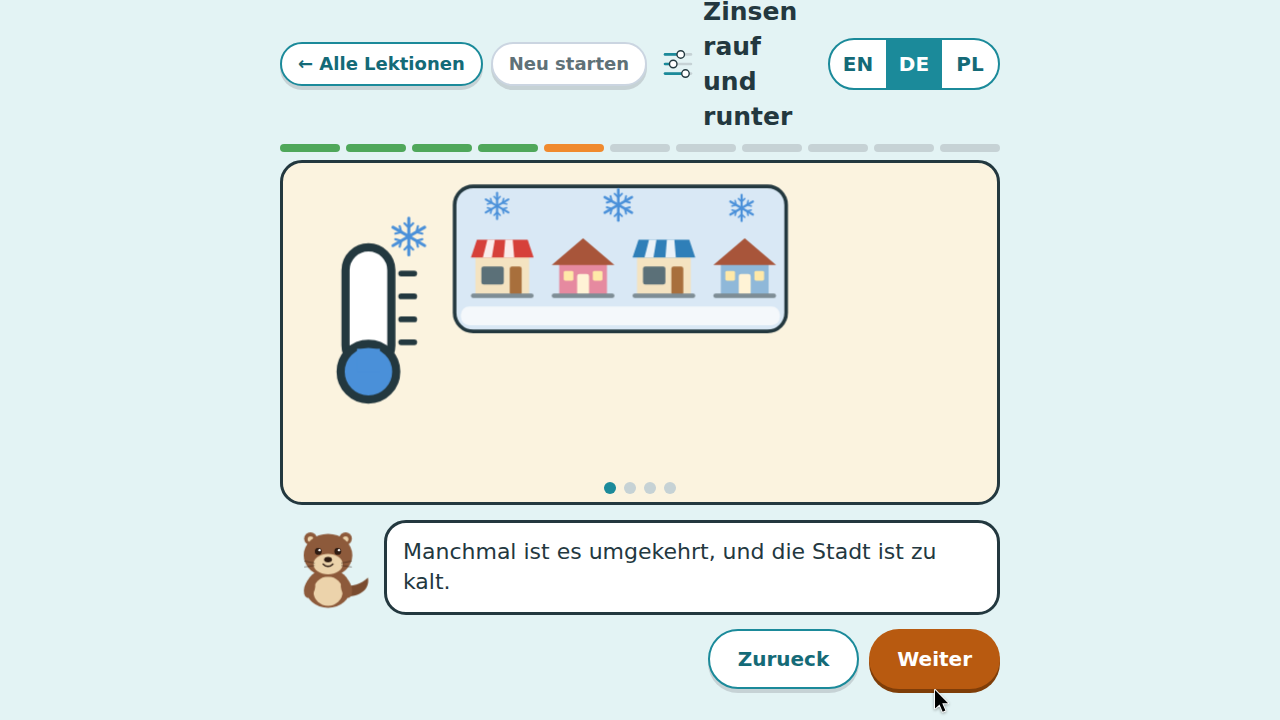 ← Alle Lektionen
Neu starten
Zinsen
rauf
und
runter
EN DE PL
Manchmal ist es umgekehrt, und die Stadt ist zu
kalt.
Zurueck
Weiter